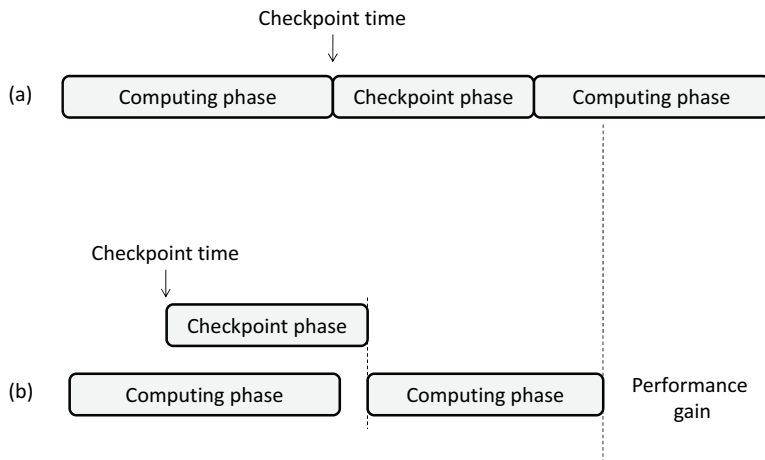 Checkpoint time
(a) Computing phase Checkpoint phase Computing phase
Checkpoint time
Checkpoint phase
(b) Computing phase Computing phase Performance
gain